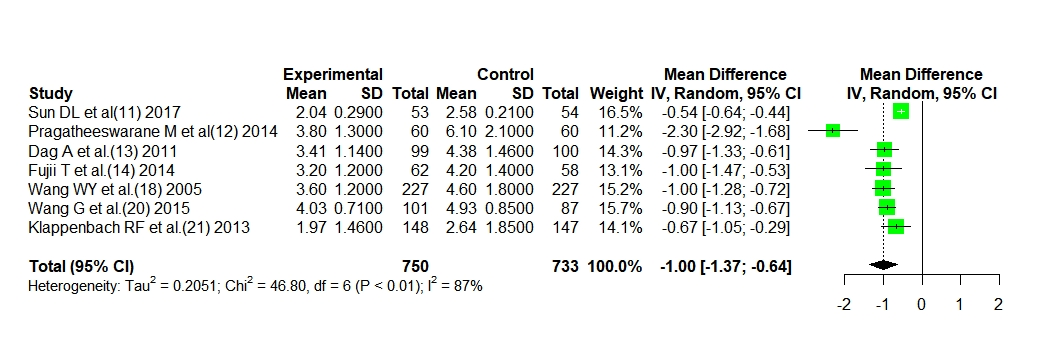 Experimental Control Mean Difference Mean Difference
Study Mean SD Total Mean SD Total Weight IV, Random, 95% CI IV, Random, 95% CI
Sun DL et al(11) 2017 2.04 0.2900 53 2.58 0.2100 54 16.5% -0.54 [-0.64; -0.44]
Pragatheeswarane M et al(12) 2014 3.80 1.3000 60 6.10 2.1000 60 11.2% -2.30 [-2.92; -1.68]
Dag A et al.(13) 2011 3.41 1.1400 99 4.38 1.4600 100 14.3% -0.97 [-1.33; -0.61]
Fujii T et al.(14) 2014 3.20 1.2000 62 4.20 1.4000 58 13.1% -1.00 [-1.47; -0.53]
Wang WY et al.(18) 2005 3.60 1.2000 227 4.60 1.8000 227 15.2% -1.00 [-1.28; -0.72]
Wang G et al.(20) 2015 4.03 0.7100 101 4.93 0.8500 87 15.7% -0.90 [-1.13; -0.67]
Klappenbach RF et al.(21) 2013 1.97 1.4600 148 2.64 1.8500 147 14.1% -0.67 [-1.05; -0.29]
Total (95% CI) 750 733 100.0% -1.00 [-1.37; -0.64]
Heterogeneity: Tau² = 0.2051; Chi² = 46.80, df = 6 (P < 0.01); I² = 87%
-2 -1 0 1 2